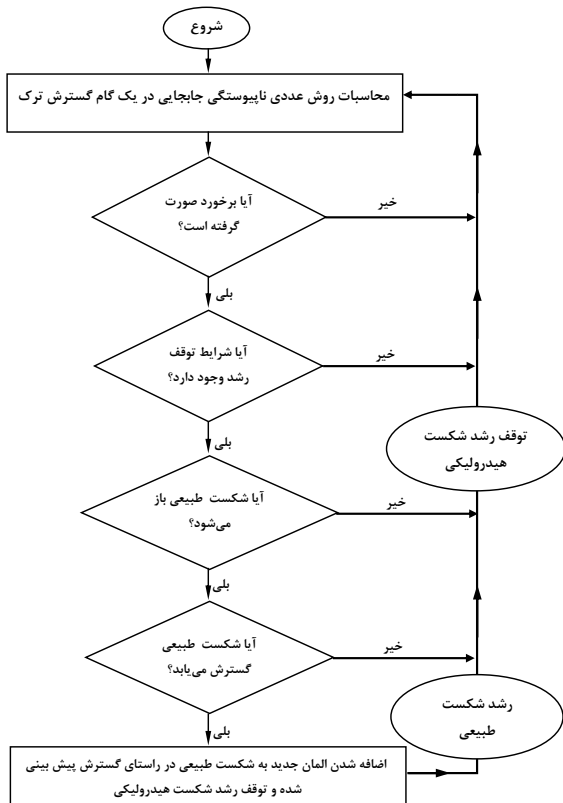 شروع
محاسبات روش عددی ناپیوستگی جابجایی در یک گام گسترش ترک
آیا برخورد صورت
گرفته است؟
خیر
بلی
آیا شرایط توقف
رشد وجود دارد؟
خیر
بلی
توقف رشد شکست
هیدرولیکی
آیا شکست طبیعی باز
می‌شود؟
خیر
بلی
آیا شکست طبیعی
گسترش می‌یابد؟
خیر
بلی
رشد شکست
طبیعی
اضافه شدن المان جدید به شکست طبیعی در راستای گسترش پیش بینی
شده و توقف رشد شکست هیدرولیکی